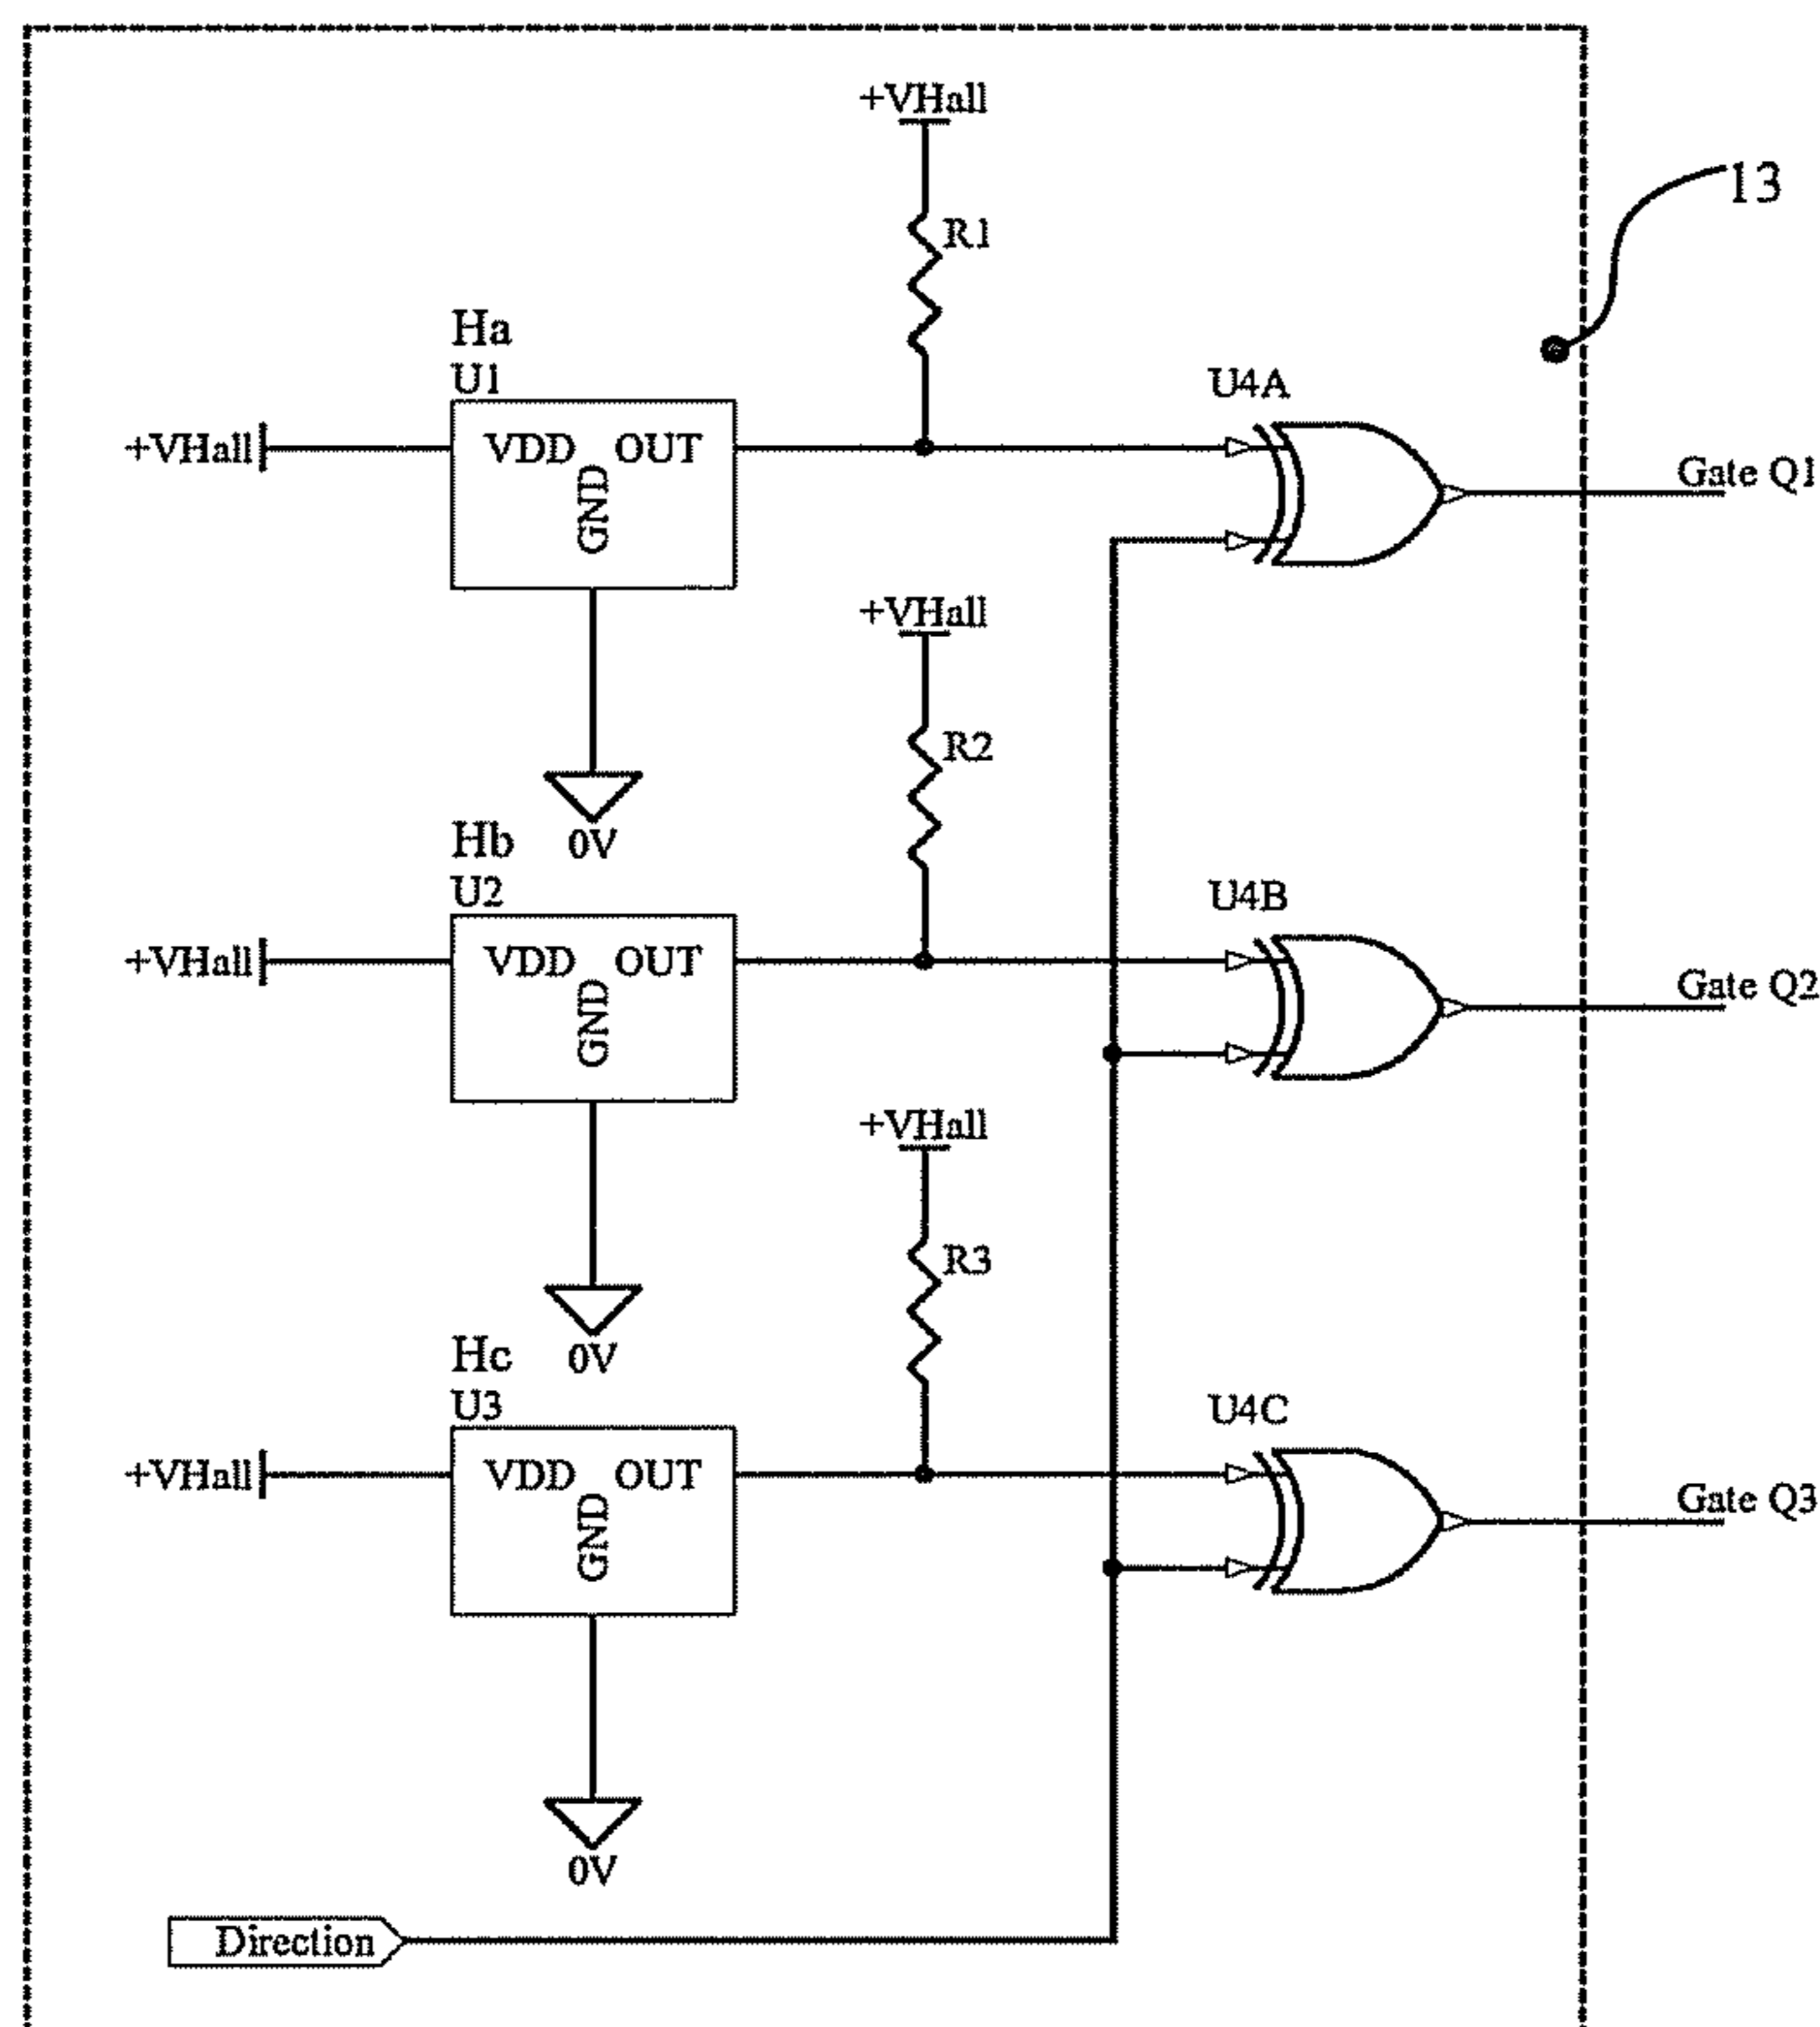 +VHall
13
R1
Ha
U1
U4A
+VHall
VDD OUT
GND
Gate Q1
+VHall
R2
0V
Hb
U2
U4B
+VHall
VDD OUT
GND
Gate Q2
+VHall
R3
0V
Hc
U3
U4C
+VHall
VDD OUT
GND
Gate Q3
0V
Direction